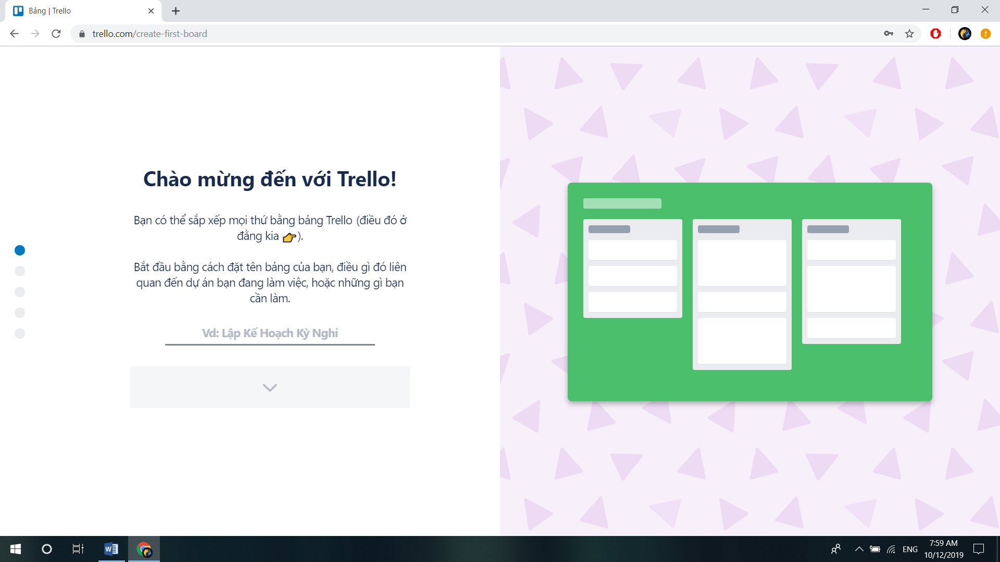 Bảng | Trello
trello.com/create-first-board
Chào mừng đến với Trello!
Bạn có thể sắp xếp mọi thứ bằng bảng Trello (điều đó ở
đằng kia 👉).
Bắt đầu bằng cách đặt tên bảng của bạn, điều gì đó liên
quan đến dự án bạn đang làm việc, hoặc những gì bạn
cần làm.
Vd: Lập Kế Hoạch Kỳ Nghỉ
ENG
7:59 AM
10/12/2019